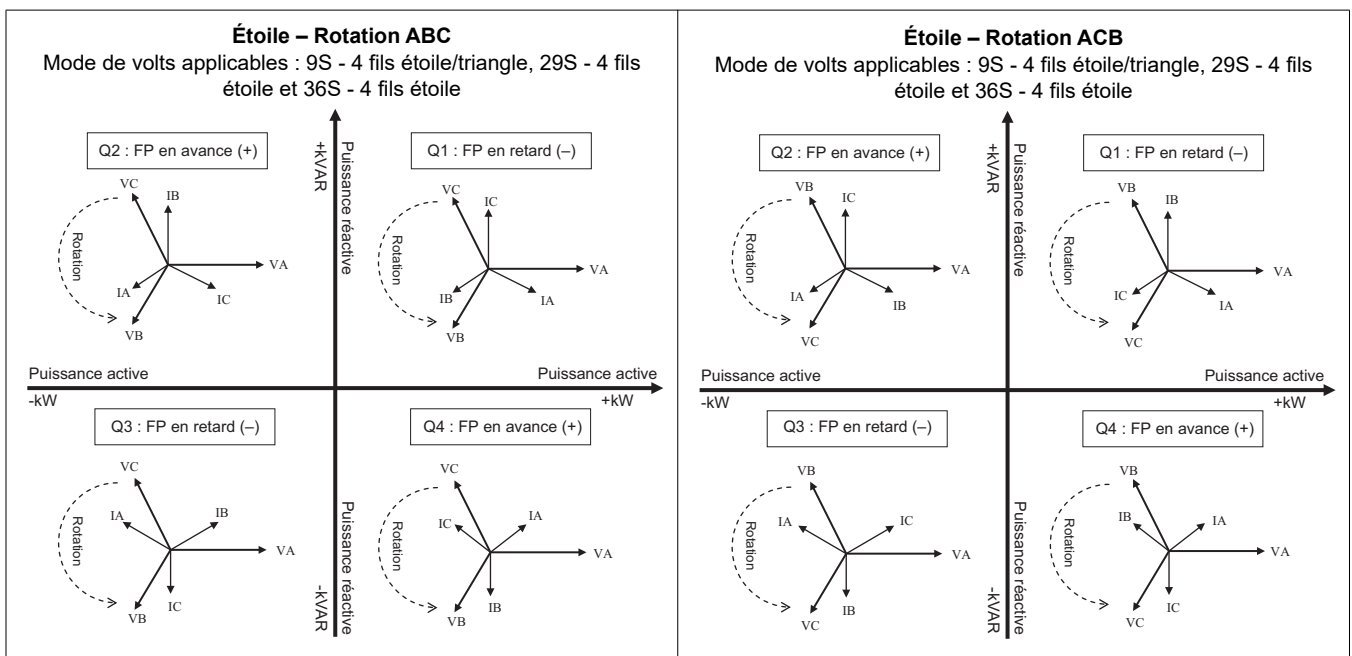 Étoile – Rotation ABC
Mode de volts applicables : 9S - 4 fils étoile/triangle, 29S - 4 fils
étoile et 36S - 4 fils étoile
Q2 : FP en avance (+)
Q1 : FP en retard (–)
+kVAR
Puissance réactive
VC
IB
VA
IC
VB
IA
Rotation
VC
IC
VA
IA
VB
IB
Rotation
Puissance active
-kW
Puissance active
+kW
Q3 : FP en retard (–)
Q4 : FP en avance (+)
VC
IA
IB
VA
IC
VB
Rotation
VC
IC
IA
VA
IB
VB
Rotation
-kVAR
Puissance réactive
Étoile – Rotation ACB
Mode de volts applicables : 9S - 4 fils étoile/triangle, 29S - 4 fils
étoile et 36S - 4 fils étoile
Q2 : FP en avance (+)
Q1 : FP en retard (–)
+kVAR
Puissance réactive
VB
IC
VA
IB
VC
IA
Rotation
VB
IB
VA
IA
VC
IC
Rotation
Puissance active
-kW
Puissance active
+kW
Q3 : FP en retard (–)
Q4 : FP en avance (+)
VB
IA
IC
VA
IB
VC
Rotation
VB
IB
IA
VA
IC
VC
Rotation
-kVAR
Puissance réactive